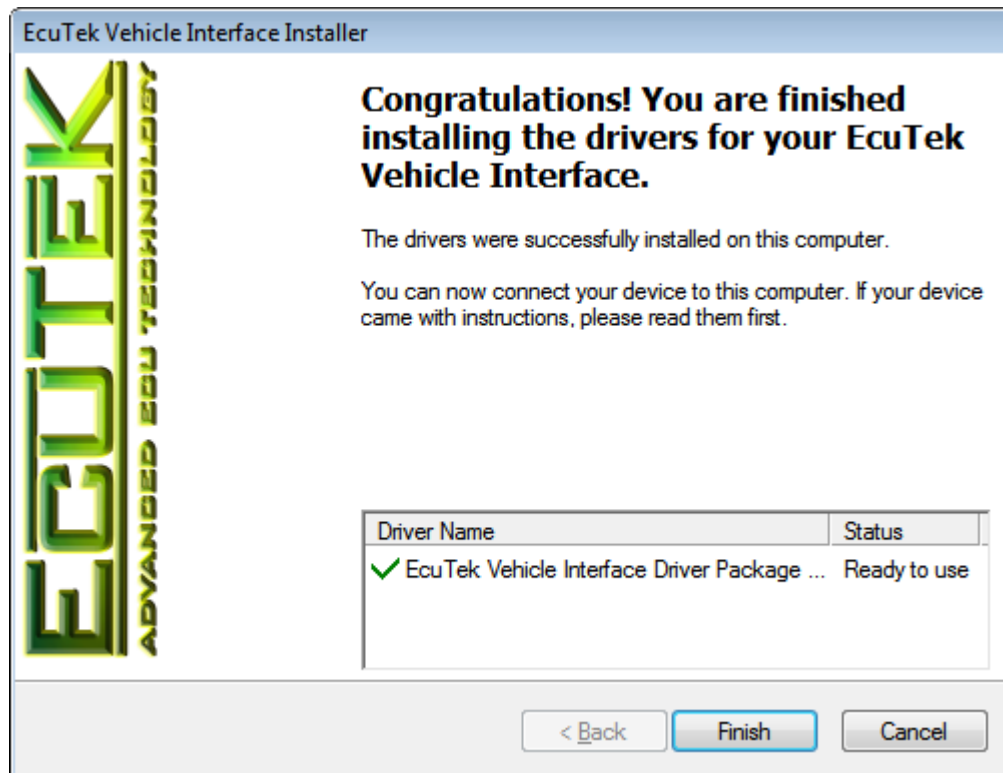 EcuTek Vehicle Interface Installer
ECUTEK
ADVANCED ECU TECHNOLOGY
Congratulations! You are finished
installing the drivers for your EcuTek
Vehicle Interface.
The drivers were successfully installed on this computer.
You can now connect your device to this computer. If your device
came with instructions, please read them first.
Driver Name Status
EcuTek Vehicle Interface Driver Package ... Ready to use
< Back Finish Cancel